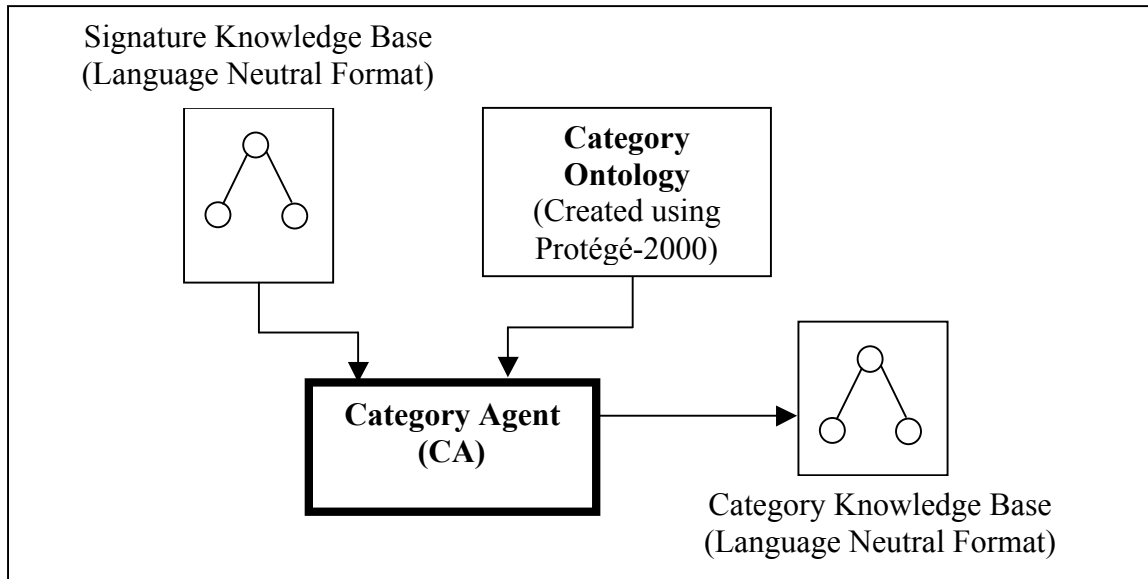 Signature Knowledge Base
(Language Neutral Format)
Category
Ontology
(Created using
Protégé-2000)
Category Agent
(CA)
Category Knowledge Base
(Language Neutral Format)